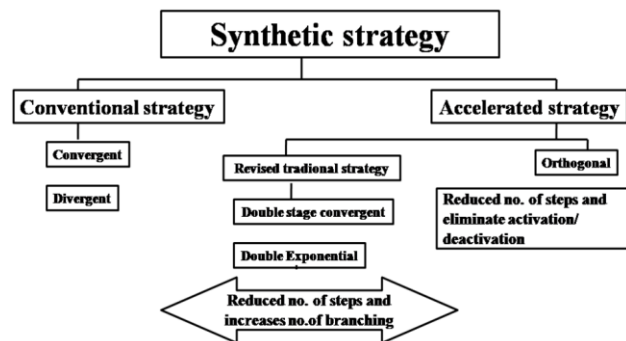 Synthetic strategy
Conventional strategy
Accelerated strategy
Convergent
Divergent
Revised tradional strategy
Orthogonal
Double stage convergent
Double Exponential
Reduced no. of steps and
eliminate activation/
deactivation
Reduced no. of steps and
increases no.of branching